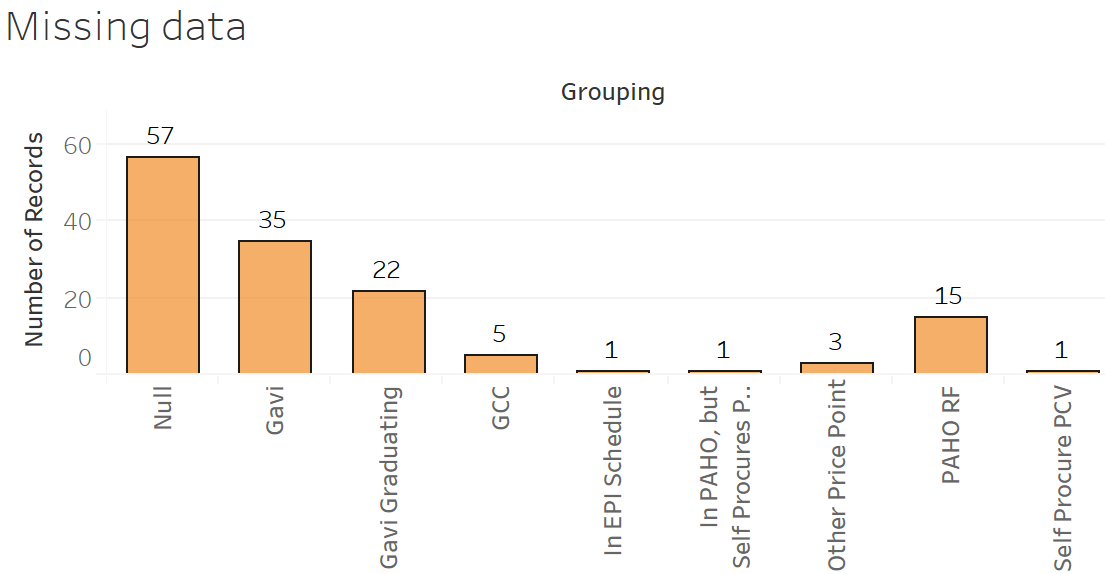 Missing data
Grouping
Number of Records
60
40
20
0
57
35
22
5
1
1
3
15
1
Null
Gavi
Gavi Graduating
GCC
In EPI Schedule
In PAHO, but
Self Procures P..
Other Price Point
PAHO RF
Self Procure PCV